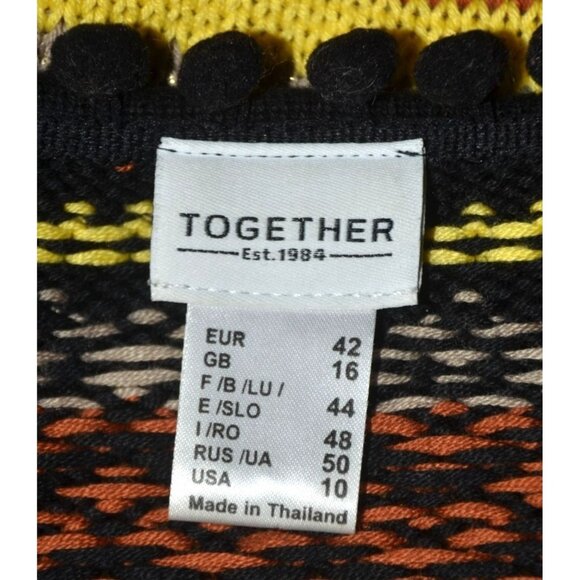 TOGETHER
Est.1984
EUR 42
GB 16
F /B /LU /
E /SLO 44
I /RO 48
RUS /UA 50
USA 10
Made in Thailand